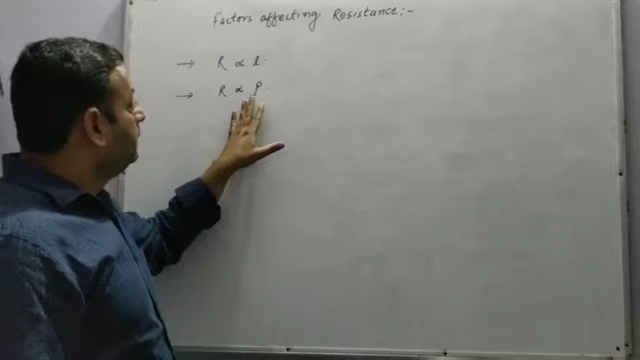 Factors affecting Resistance:-
→ R ∝ l.
→ R ∝ ρ.